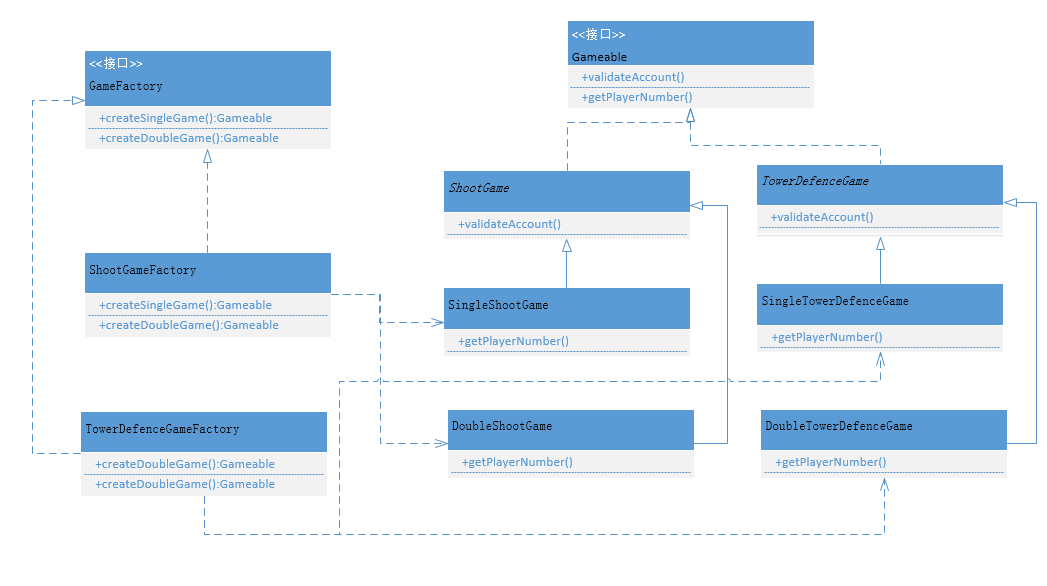 <<接口>>
GameFactory
+createSingleGame():Gameable
+createDoubleGame():Gameable
<<接口>>
Gameable
+validateAccount()
+getPlayerNumber()
ShootGame
+validateAccount()
TowerDefenceGame
+validateAccount()
ShootGameFactory
+createSingleGame():Gameable
+createDoubleGame():Gameable
SingleShootGame
+getPlayerNumber()
SingleTowerDefenceGame
+getPlayerNumber()
TowerDefenceGameFactory
+createDoubleGame():Gameable
+createDoubleGame():Gameable
DoubleShootGame
+getPlayerNumber()
DoubleTowerDefenceGame
+getPlayerNumber()